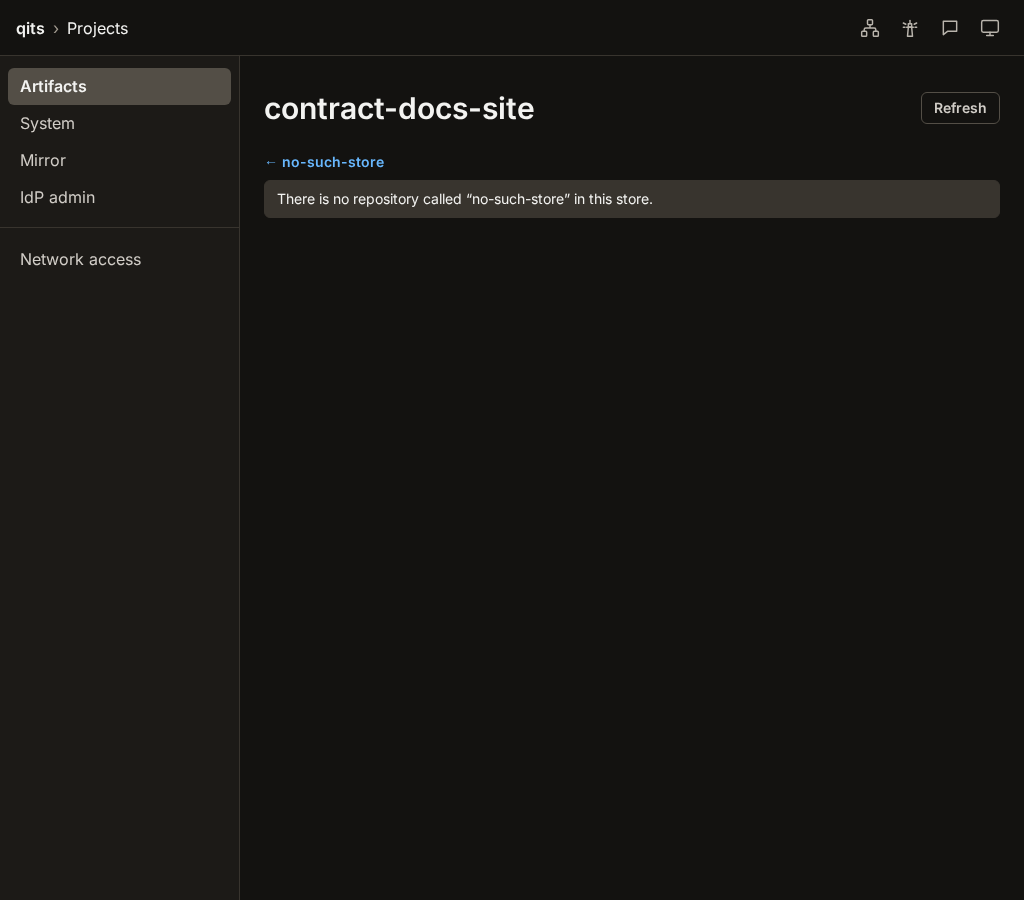 qits › Projects
Artifacts
System
Mirror
IdP admin
Network access
contract-docs-site
Refresh
← no-such-store
There is no repository called “no-such-store” in this store.